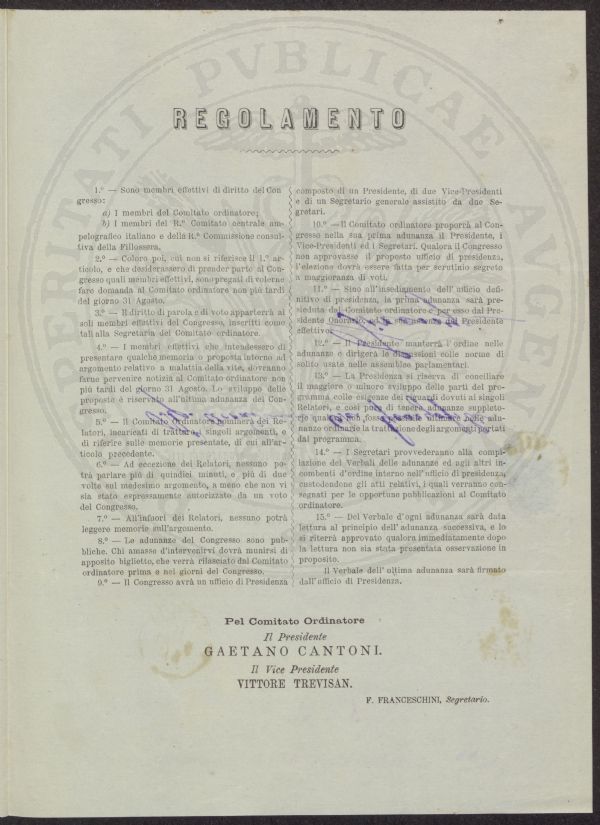 REGOLAMENTO
1.º — Sono membri effettivi di diritto del Con
gresso:
a) I membri del Comitato ordinatore;
b) I membri del R.º Comitato centrale am-
pelografico italiano e della R.ª Commissione consul-
tiva della Fillossera.
2.º — Coloro poi, cui non si riferisce il 1.º ar-
ticolo, e che desiderassero di prender parte al Con-
gresso quali membri effettivi, sono pregati di volerne
fare domanda al Comitato ordinatore non più tardi
del giorno 31 Agosto.
3.º — Il diritto di parola e di voto apparterrà ai
soli membri effettivi del Congresso, inscritti come
tali alla Segretaria del Comitato ordinatore.
4.º — I membri effettivi che intendessero di
presentare qualche memoria o proposta intorno ad
argomento relativo a malattia della vite, dovranno
farne pervenire notizia al Comitato ordinatore non
più tardi del giorno 31 Agosto. Lo sviluppo delle
proposte è riservato all'ultima adunanza del Con-
gresso.
5.º — Il Comitato Ordinatore nominerà dei Re-
latori, incaricati di trattare singoli argomenti, e
di riferire sulle memorie presentate, di cui all'ar-
ticolo precedente.
6.º — Ad eccezione dei Relatori, nessuno po-
trà parlare più di quindici minuti, e più di due
volte sul medesimo argomento, a meno che non vi
sia stato espressamente autorizzato da un voto
del Congresso.
7.º — All'infuori dei Relatori, nessuno potrà
leggere memorie sull'argomento.
8.º — Le adunanze del Congresso sono pub-
bliche. Chi amasse d'intervenirvi dovrà munirsi di
apposito biglietto, che verrà rilasciato dal Comitato
ordinatore prima e nei giorni del Congresso.
9.º — Il Congresso avrà un ufficio di Presidenza
composto di un Presidente, di due Vice-Presidenti
e di un Segretario generale assistito da due Se-
gretari.
10.º — Il Comitato ordinatore proporrà al Con-
gresso nella sua prima adunanza il Presidente, i
Vice-Presidenti ed i Segretari. Qualora il Congresso
non approvasse il proposto ufficio di presidenza,
l'elezione dovrà essere fatta per scrutinio segreto
a maggioranza di voti.
11.º — Sino all'insediamento dell'ufficio defi-
nitivo di presidenza, la prima adunanza sarà pre-
sieduta dal Comitato ordinatore e per esso dal Pre-
sidente Onorario, ed in sua assenza dal Presidente
effettivo.
12.º — Il Presidente manterrà l'ordine nelle
adunanze e dirigerà le discussioni colle norme di
solito usate nelle assemblee parlamentari.
13.º — La Presidenza si riserva di conciliare
il maggiore o minore sviluppo delle parti del pro-
gramma colle esigenze dei riguardi dovuti ai singoli
Relatori, e così pure di tenere adunanze suppleto-
rie qualora non fosse possibile ultimare nelle adu-
nanze ordinarie la trattazione degli argomenti portati
dal programma.
14.º — I Segretari provvederanno alla compi-
lazione dei Verbali delle adunanze ed agli altri in-
combenti d'ordine interno nell'ufficio di presidenza,
custodendone gli atti relativi, i quali verranno con-
segnati per le opportune pubblicazioni al Comitato
ordinatore.
15.º — Del Verbale d'ogni adunanza sarà data
lettura al principio dell'adunanza successiva, e lo
si riterrà approvato qualora immediatamente dopo
la lettura non sia stata presentata osservazione in
proposito.
Il Verbale dell'ultima adunanza sarà firmato
dall'ufficio di Presidenza.
Pel Comitato Ordinatore
Il Presidente
GAETANO CANTONI.
Il Vice Presidente
VITTORE TREVISAN.
F. FRANCESCHINI, Segretario.